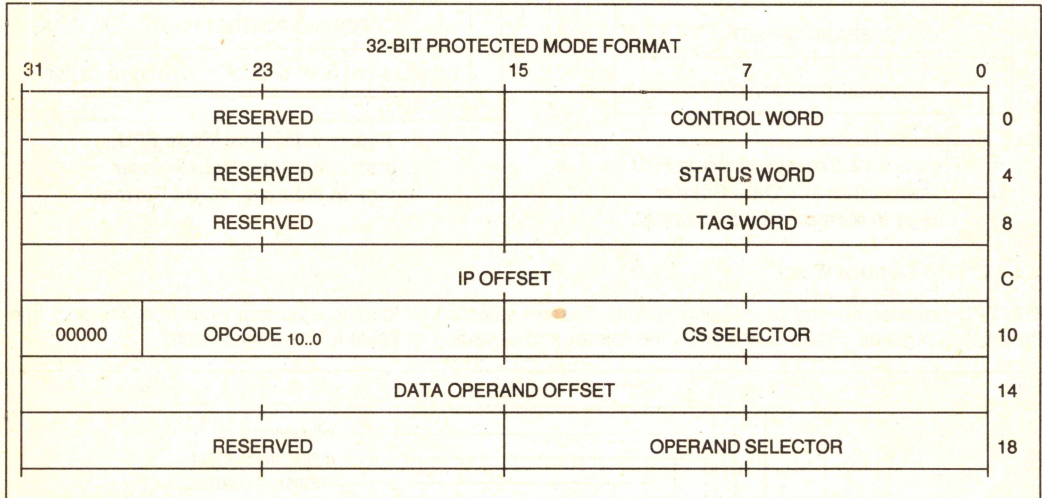 32-BIT PROTECTED MODE FORMAT
31 23 15 7 0
RESERVED CONTROL WORD 0
RESERVED STATUS WORD 4
RESERVED TAG WORD 8
IP OFFSET C
00000 OPCODE 10..0 CS SELECTOR 10
DATA OPERAND OFFSET 14
RESERVED OPERAND SELECTOR 18